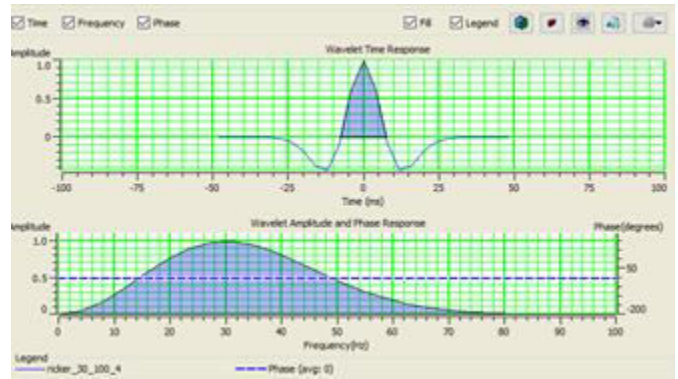 Time Frequency Phase Fill Legend
Wavelet Time Response
Amplitude
1.0
0.5
0
-100 -75 -50 -25 0 25 50 75 100
Time (ms)
Wavelet Amplitude and Phase Response
Amplitude Phase(degrees)
1.0
50
0.5
0 -200
0 10 20 30 40 50 60 70 80 90 100
Frequency(Hz)
Legend
ricker_30_100_4 Phase (avg: 0)